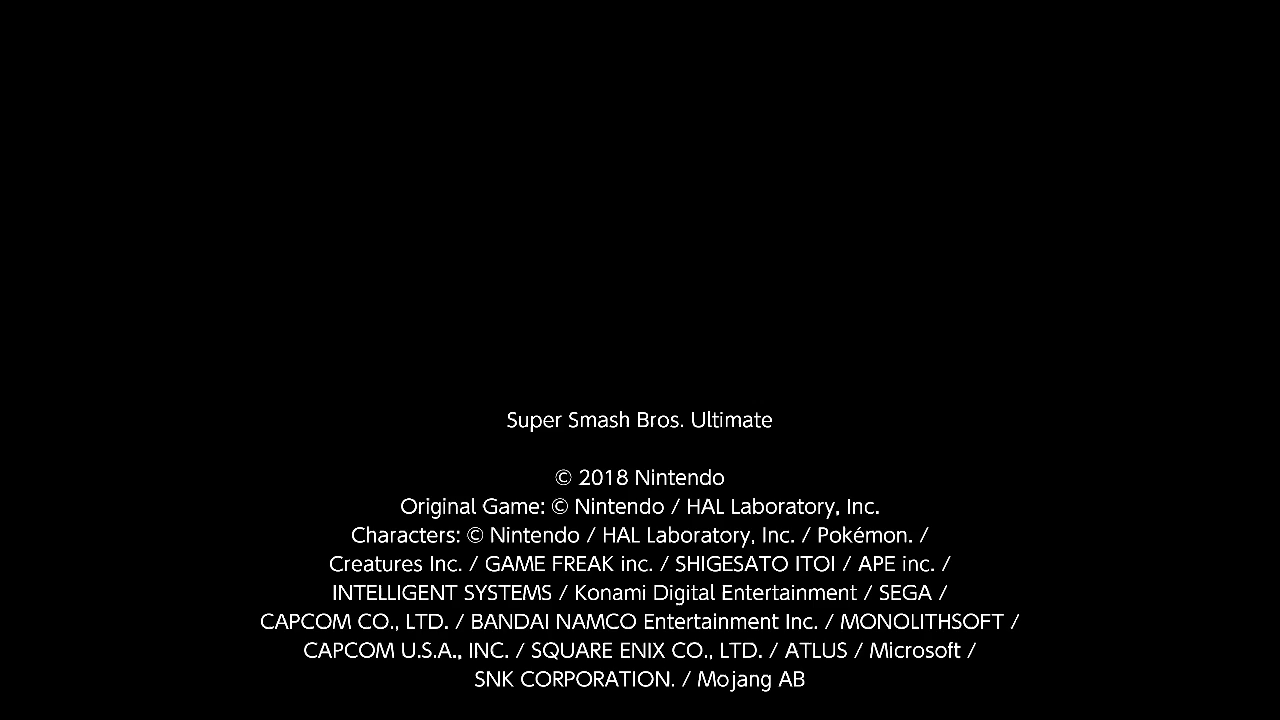 Super Smash Bros. Ultimate
© 2018 Nintendo
Original Game: © Nintendo / HAL Laboratory, Inc.
Characters: © Nintendo / HAL Laboratory, Inc. / Pokémon. /
Creatures Inc. / GAME FREAK inc. / SHIGESATO ITOI / APE inc. /
INTELLIGENT SYSTEMS / Konami Digital Entertainment / SEGA /
CAPCOM CO., LTD. / BANDAI NAMCO Entertainment Inc. / MONOLITHSOFT /
CAPCOM U.S.A., INC. / SQUARE ENIX CO., LTD. / ATLUS / Microsoft /
SNK CORPORATION. / Mojang AB